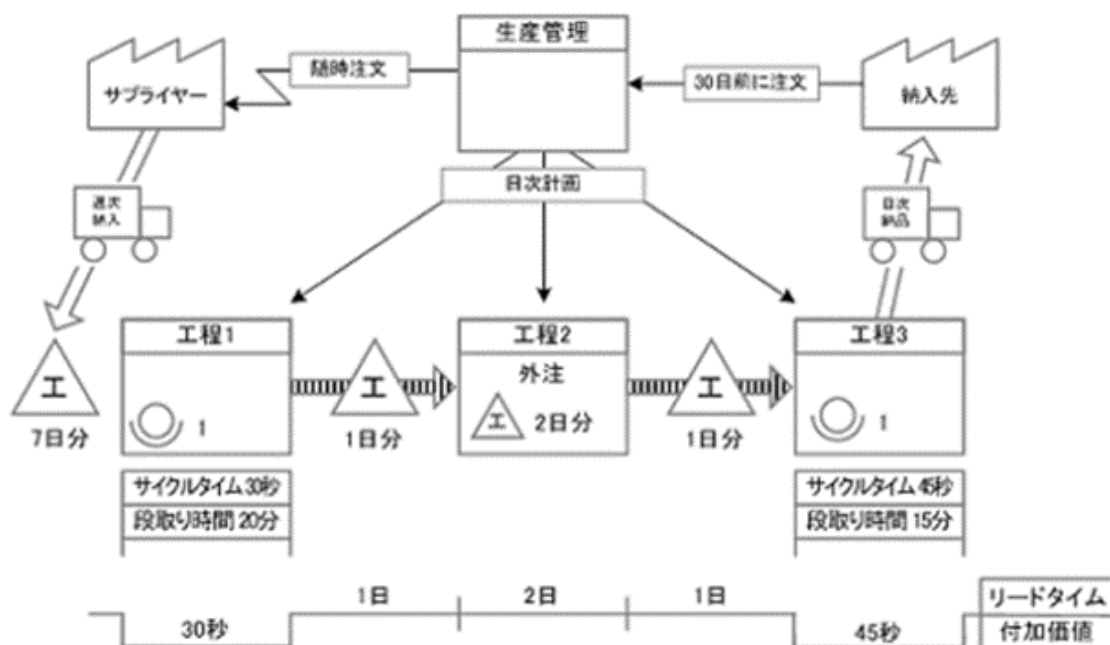 生産管理
サプライヤー
随時注文
30日前に注文
納入先
日次計画
週次
納入
日次
納品
工程1
工程2
工程3
外注
工
工
工
工
1
2日分
1
7日分
1日分
1日分
サイクルタイム 30秒
段取り時間 20分
サイクルタイム 45秒
段取り時間 15分
1日
2日
1日
リードタイム
30秒
45秒
付加価値